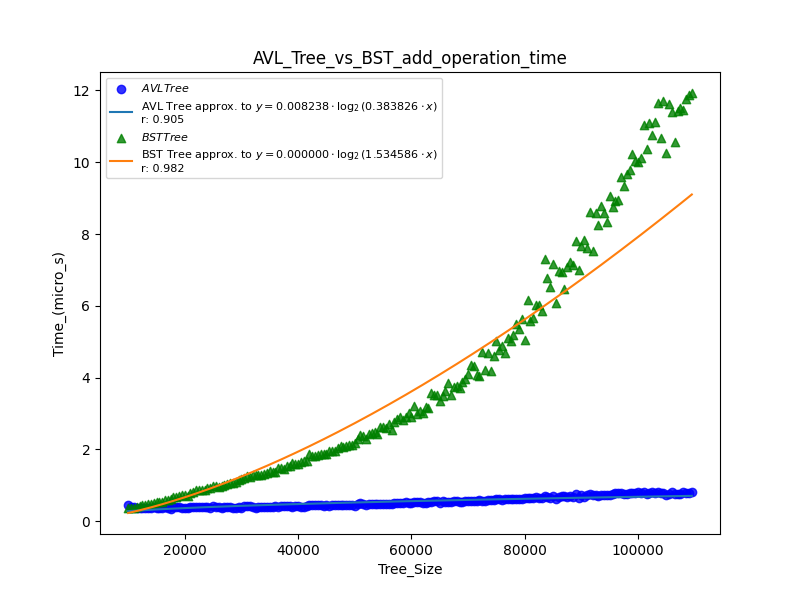 AVL_Tree_vs_BST_add_operation_time
AVLTree
AVL Tree approx. to y = 0.008238 · log₂(0.383826 · x)
r: 0.905
BSTTree
BST Tree approx. to y = 0.000000 · log₂(1.534586 · x)
r: 0.982
Time_(micro_s)
12
10
8
6
4
2
0
20000 40000 60000 80000 100000
Tree_Size